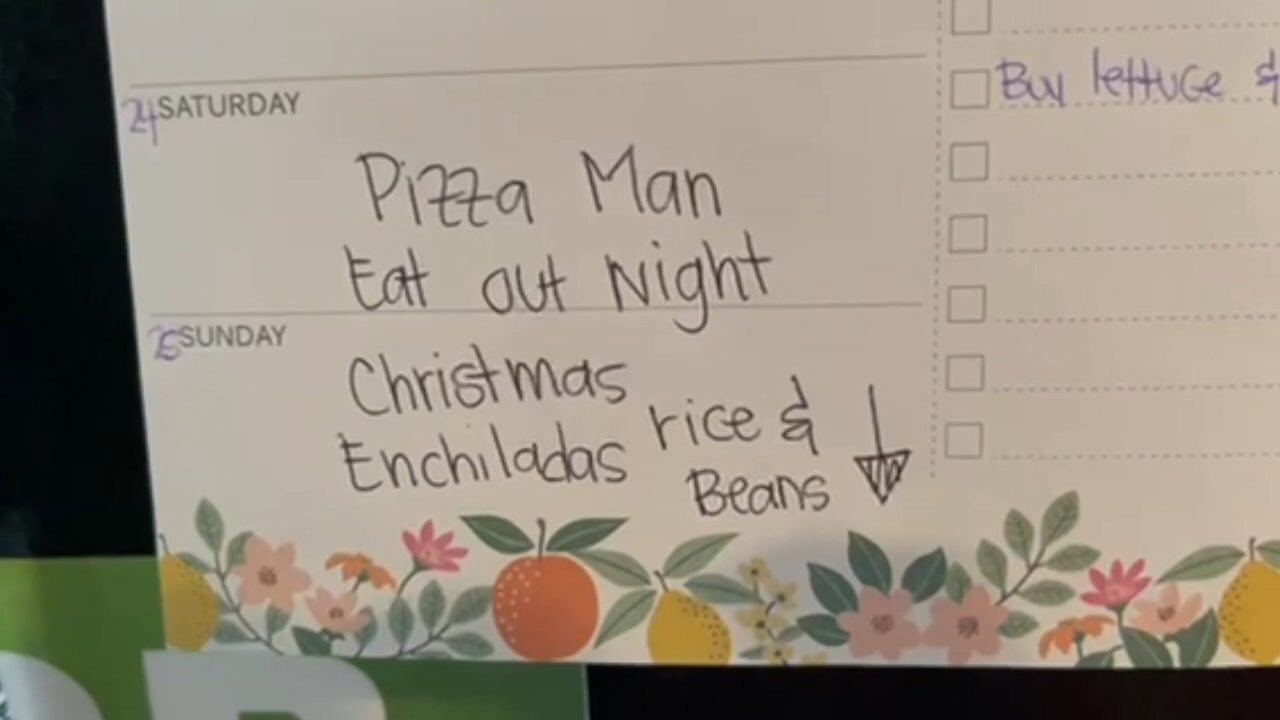 Buy lettuce &
24 SATURDAY
Pizza Man
Eat out Night
25 SUNDAY
Christmas
Enchiladas rice &
Beans